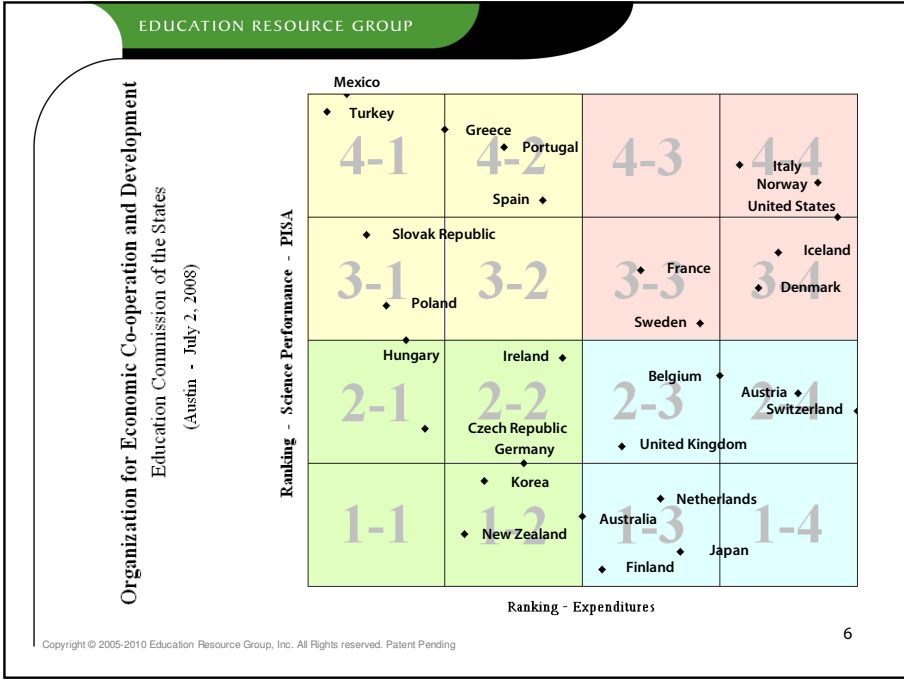 EDUCATION RESOURCE GROUP
Organization for Economic Co-operation and Development
Education Commission of the States
(Austin - July 2, 2008)
Ranking - Science Performance - PISA
Mexico
Turkey
Greece
4-1
4-2
4-3
4-4
Portugal
Italy
Norway
Spain
United States
Slovak Republic
Iceland
3-1
3-2
3-3
3-4
France
Denmark
Poland
Sweden
Hungary
Ireland
Belgium
2-1
2-2
2-3
2-4
Austria
Switzerland
Czech Republic
United Kingdom
Germany
Korea
Netherlands
1-1
1-2
1-3
1-4
Australia
New Zealand
Japan
Finland
Ranking - Expenditures
Copyright © 2005-2010 Education Resource Group, Inc. All Rights reserved. Patent Pending
6